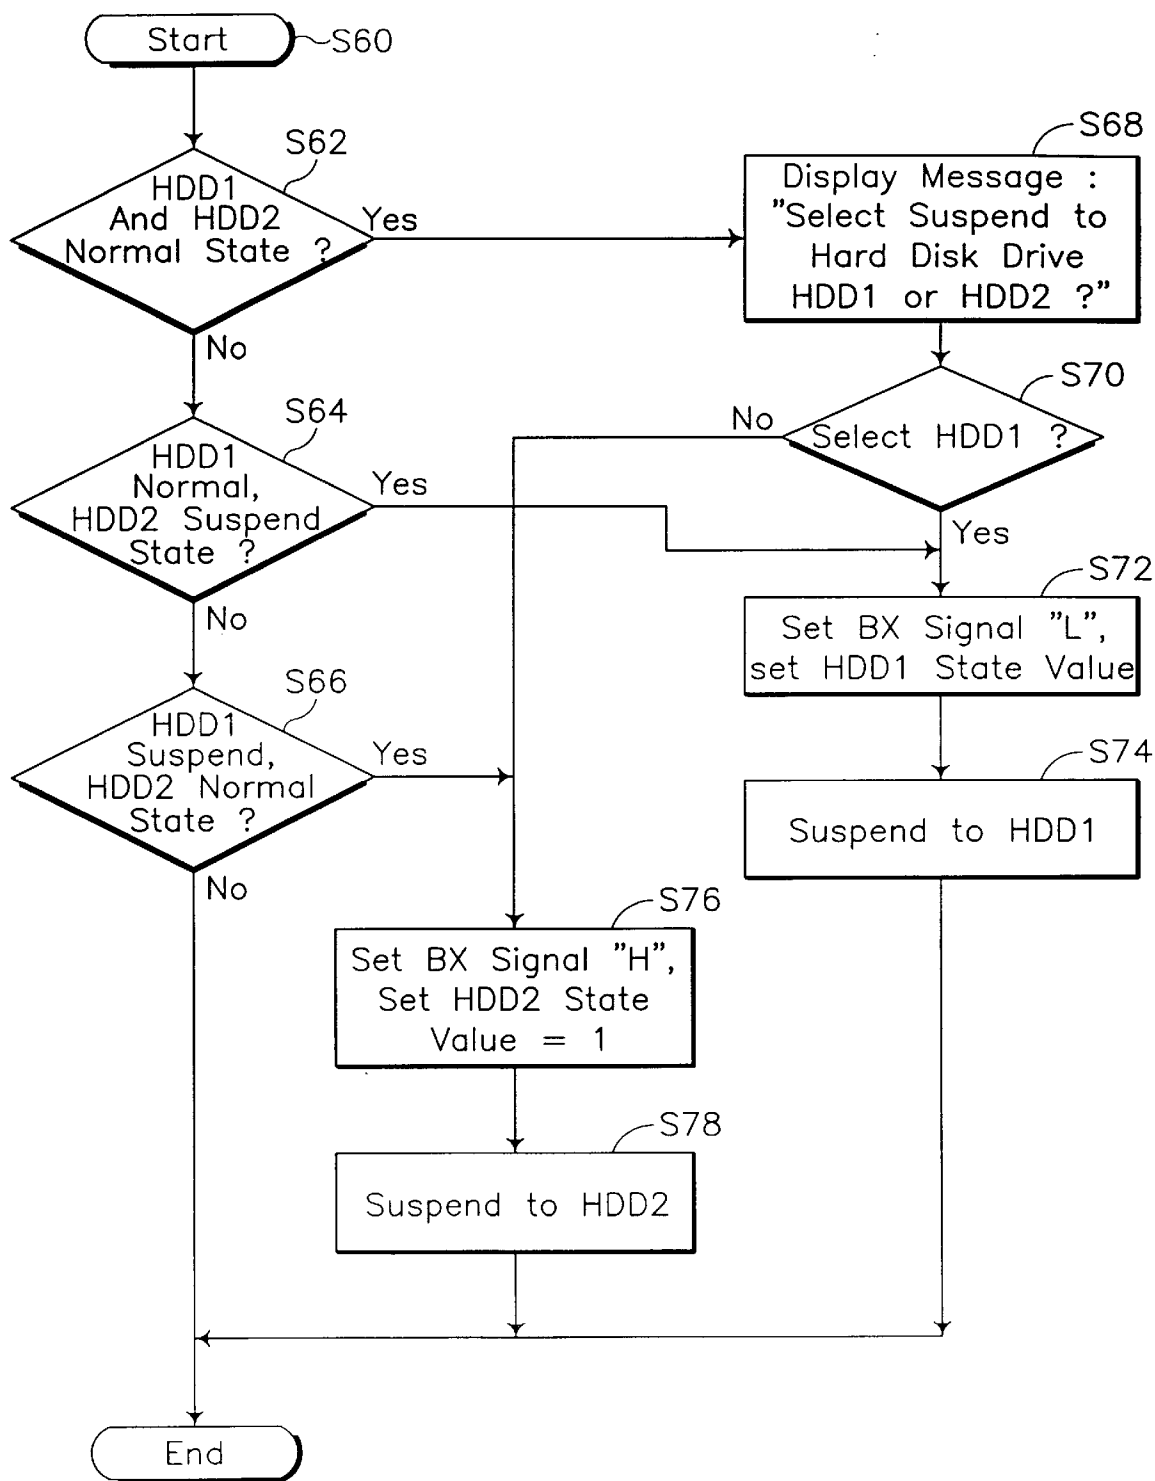 Start
S60
S62
HDD1
And HDD2
Normal State ?
Yes
No
S68
Display Message :
"Select Suspend to
Hard Disk Drive
HDD1 or HDD2 ?"
S70
Select HDD1 ?
No
Yes
S64
HDD1
Normal,
HDD2 Suspend
State ?
Yes
No
S72
Set BX Signal "L",
set HDD1 State Value
S66
HDD1
Suspend,
HDD2 Normal
State ?
Yes
No
S74
Suspend to HDD1
S76
Set BX Signal "H",
Set HDD2 State
Value = 1
S78
Suspend to HDD2
End